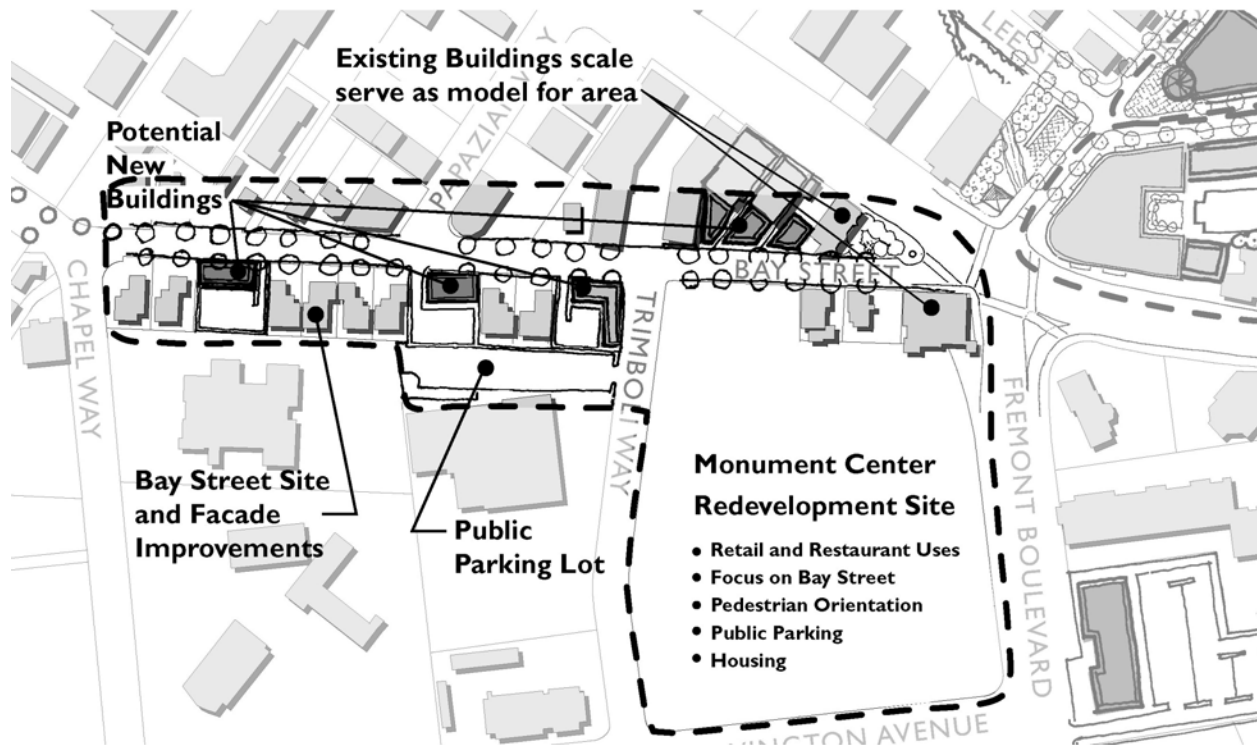 Existing Buildings scale
serve as model for area
Potential
New
Buildings
PAPAZIAN WAY
BAY STREET
CHAPEL WAY
TRIMBOLI WAY
FREMONT BOULEVARD
Bay Street Site
and Facade
Improvements
Public
Parking Lot
Monument Center
Redevelopment Site
• Retail and Restaurant Uses
• Focus on Bay Street
• Pedestrian Orientation
• Public Parking
• Housing
AVENUE